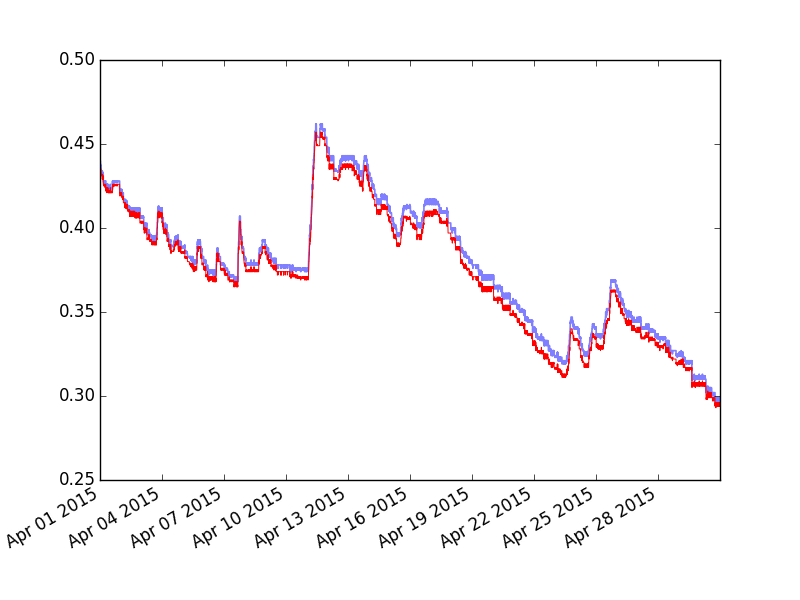 0.50
0.45
0.40
0.35
0.30
0.25
Apr 01 2015
Apr 04 2015
Apr 07 2015
Apr 10 2015
Apr 13 2015
Apr 16 2015
Apr 19 2015
Apr 22 2015
Apr 25 2015
Apr 28 2015